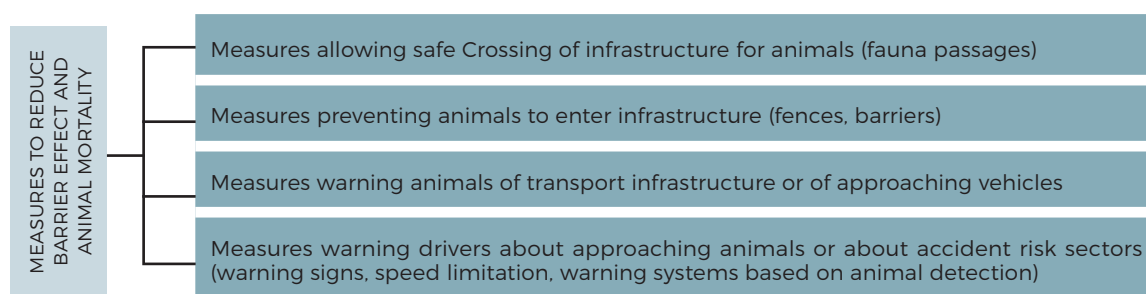 MEASURES TO REDUCE
BARRIER EFFECT AND
ANIMAL MORTALITY
Measures allowing safe Crossing of infrastructure for animals (fauna passages)
Measures preventing animals to enter infrastructure (fences, barriers)
Measures warning animals of transport infrastructure or of approaching vehicles
Measures warning drivers about approaching animals or about accident risk sectors
(warning signs, speed limitation, warning systems based on animal detection)